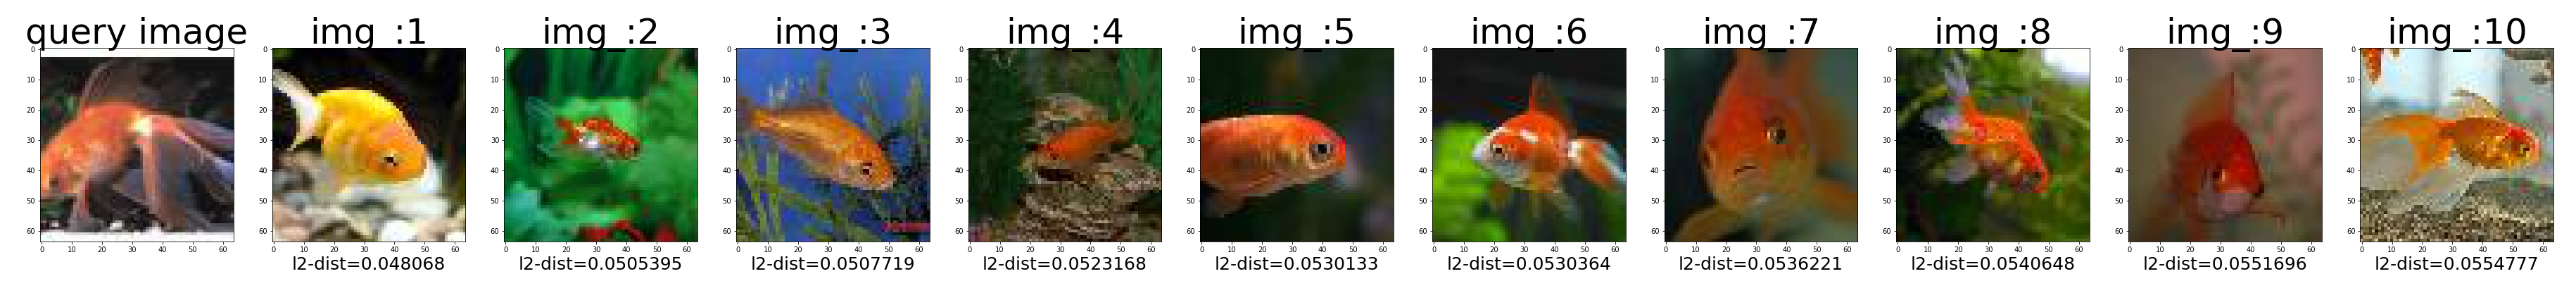 query image
img_:1
img_:2
img_:3
img_:4
img_:5
img_:6
img_:7
img_:8
img_:9
img_:10
0
10
20
30
40
50
60
0 10 20 30 40 50 60
0
10
20
30
40
50
60
0 10 20 30 40 50 60
l2-dist=0.048068
0
10
20
30
40
50
60
0 10 20 30 40 50 60
l2-dist=0.0505395
0
10
20
30
40
50
60
0 10 20 30 40 50 60
l2-dist=0.0507719
0
10
20
30
40
50
60
0 10 20 30 40 50 60
l2-dist=0.0523168
0
10
20
30
40
50
60
0 10 20 30 40 50 60
l2-dist=0.0530133
0
10
20
30
40
50
60
0 10 20 30 40 50 60
l2-dist=0.0530364
0
10
20
30
40
50
60
0 10 20 30 40 50 60
l2-dist=0.0536221
0
10
20
30
40
50
60
0 10 20 30 40 50 60
l2-dist=0.0540648
0
10
20
30
40
50
60
0 10 20 30 40 50 60
l2-dist=0.0551696
0
10
20
30
40
50
60
0 10 20 30 40 50 60
l2-dist=0.0554777